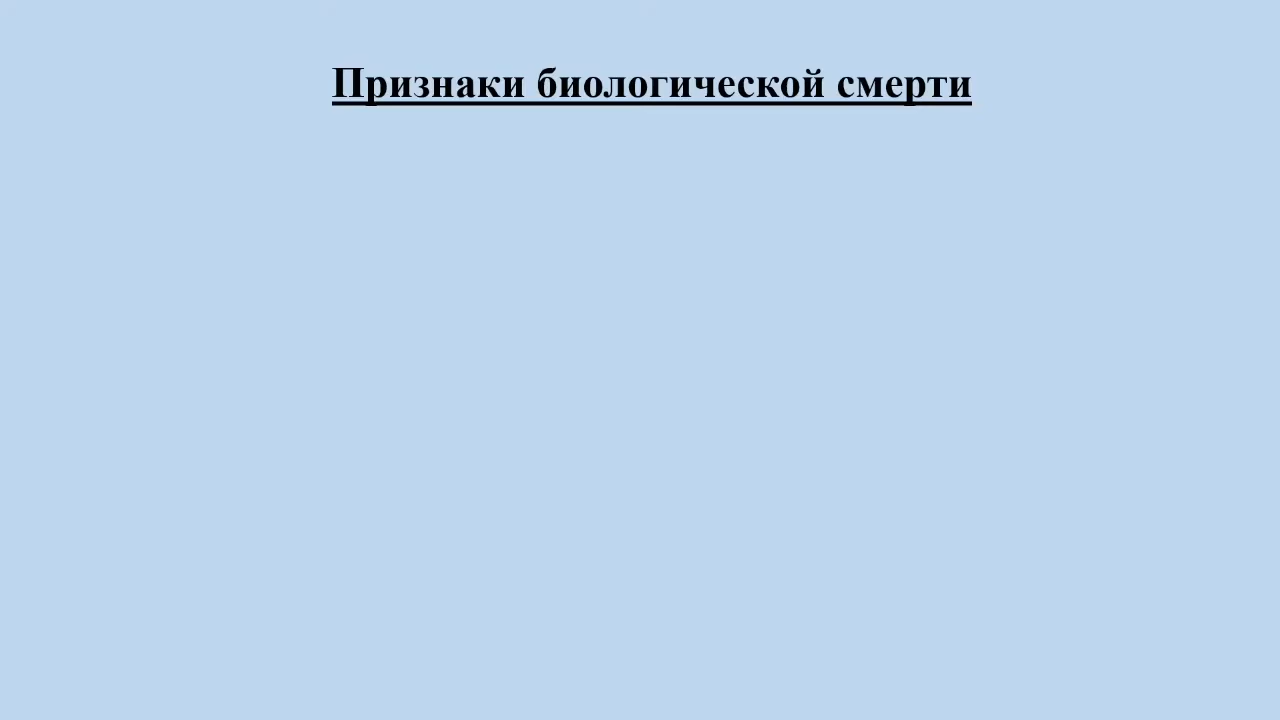 Признаки биологической смерти